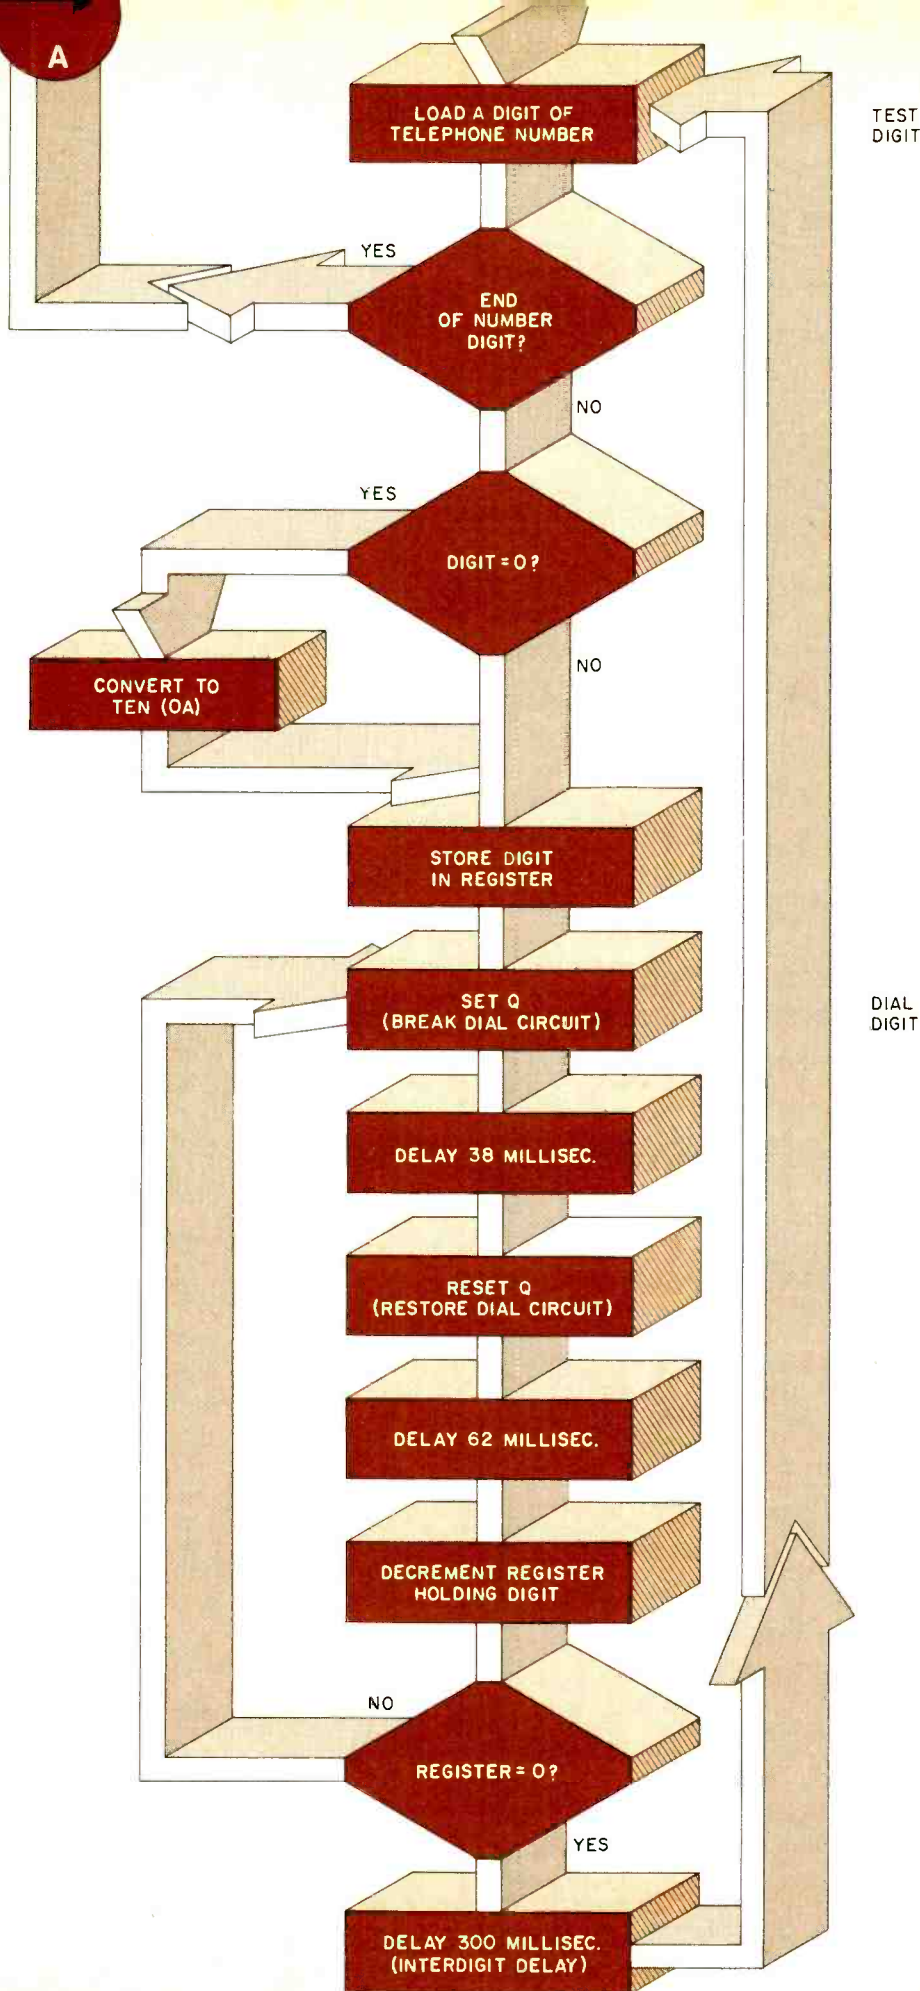 A
LOAD A DIGIT OF
TELEPHONE NUMBER
TEST
DIGIT
YES
END
OF NUMBER
DIGIT?
NO
YES
DIGIT = 0?
NO
CONVERT TO
TEN (OA)
STORE DIGIT
IN REGISTER
SET Q
(BREAK DIAL CIRCUIT)
DIAL
DIGIT
DELAY 38 MILLISEC.
RESET Q
(RESTORE DIAL CIRCUIT)
DELAY 62 MILLISEC.
DECREMENT REGISTER
HOLDING DIGIT
NO
REGISTER = 0?
YES
DELAY 300 MILLISEC.
(INTERDIGIT DELAY)